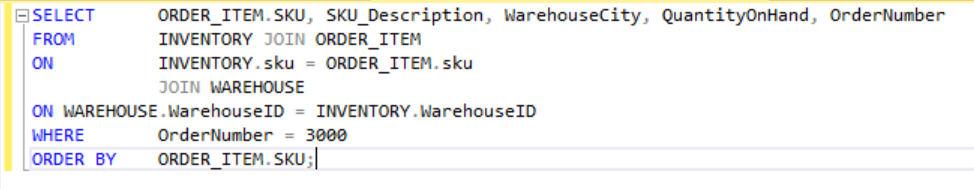 SELECT ORDER_ITEM.SKU, SKU_Description, WarehouseCity, QuantityOnHand, OrderNumber
FROM INVENTORY JOIN ORDER_ITEM
ON INVENTORY.sku = ORDER_ITEM.sku
JOIN WAREHOUSE
ON WAREHOUSE.WarehouseID = INVENTORY.WarehouseID
WHERE OrderNumber = 3000
ORDER BY ORDER_ITEM.SKU;